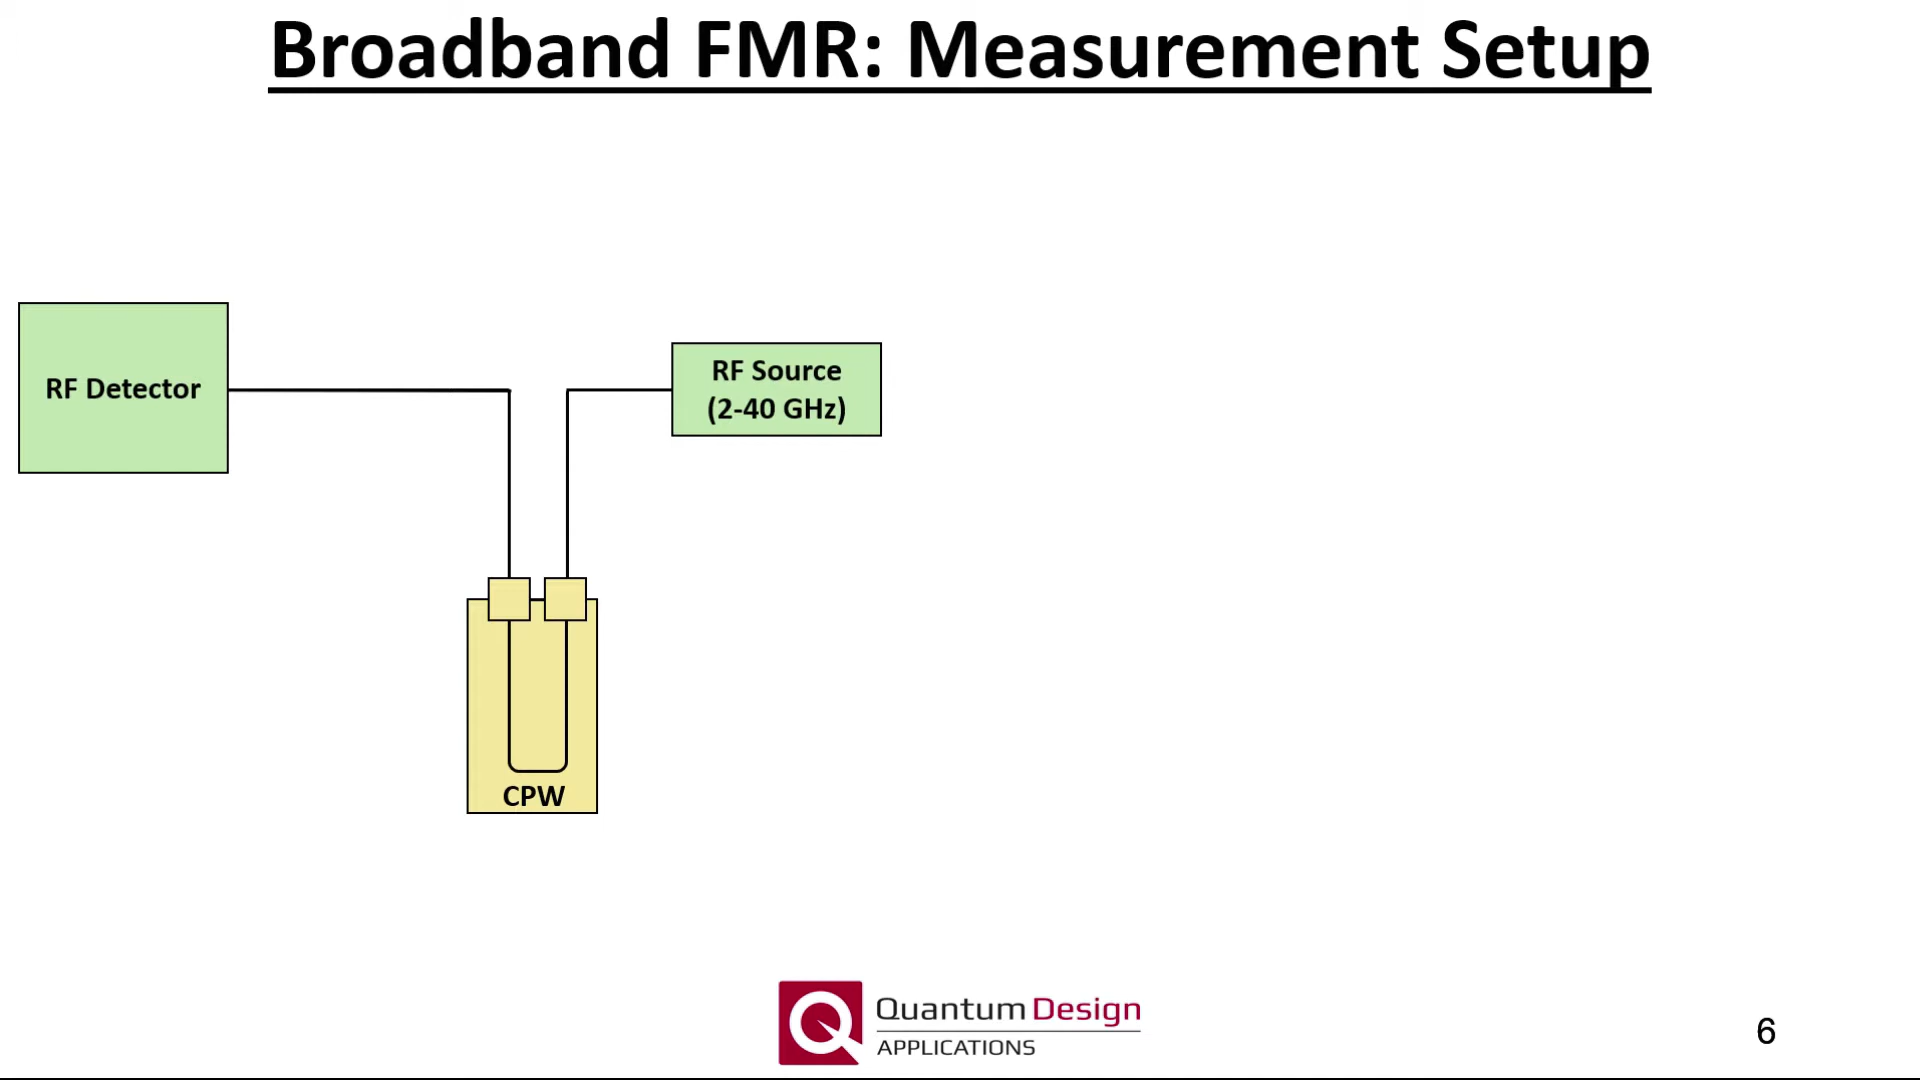 Broadband FMR: Measurement Setup
RF Detector
RF Source
(2-40 GHz)
CPW
Quantum Design
APPLICATIONS
6